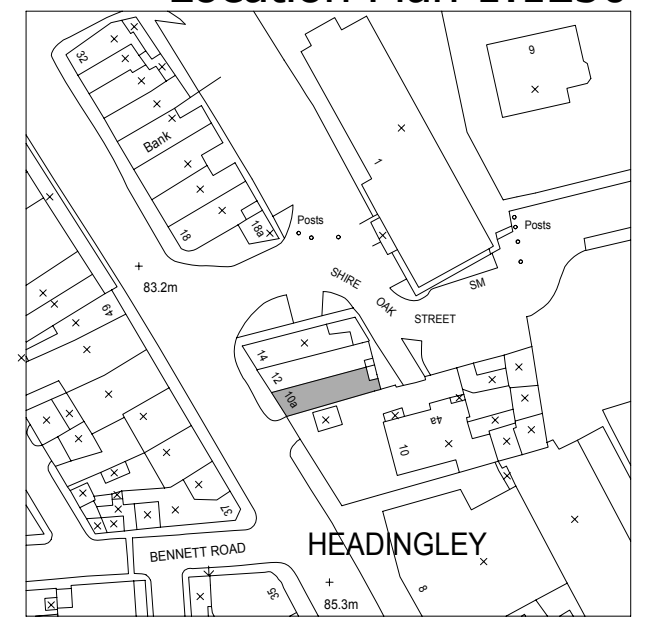 Location Plan 1:1250
32
9
Bank
1
18
18a
Posts
Posts
83.2m
SHIRE OAK STREET
SM
49
14
12
10a
4a
10
37
HEADINGLEY
BENNETT ROAD
35
8
85.3m